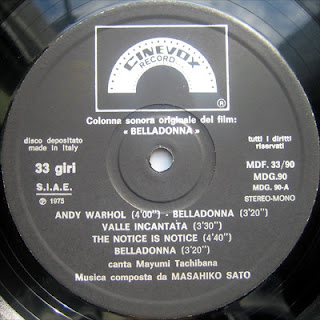 CINEVOX
RECORD
®
Colonna sonora originale del film:
« BELLADONNA »
disco depositato
made in Italy
tutti i diritti
riservati
33 giri
S.I.A.E.
℗ 1975
MDF. 33/90
MDG.90
MDG. 90-A
STEREO-MONO
ANDY WARHOL (4'00") - BELLADONNA (3'20")
VALLE INCANTATA (3'30")
THE NOTICE IS NOTICE (4'40")
BELLADONNA (3'20")
canta Mayumi Tachibana
Musica composta da MASAHIKO SATO